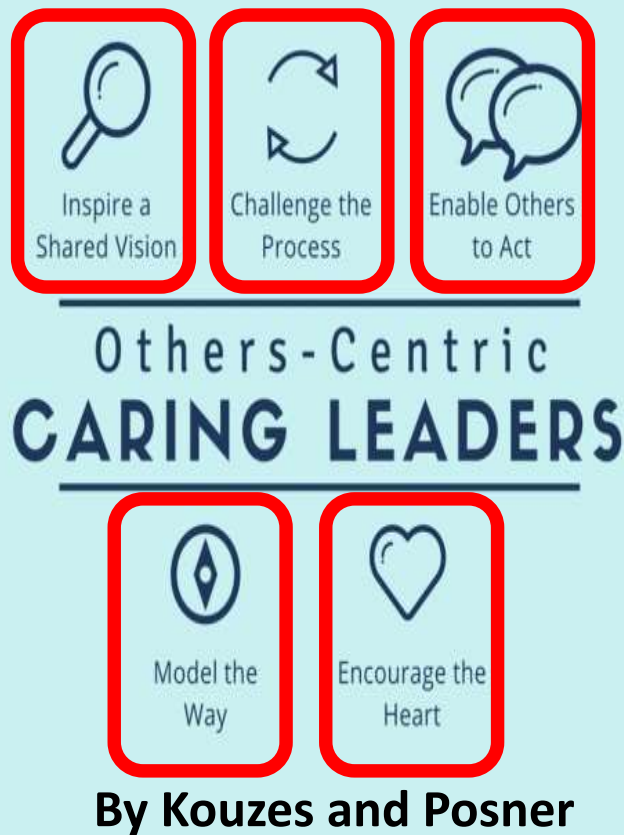 Inspire a
Shared Vision
Challenge the
Process
Enable Others
to Act
Others-Centric
CARING LEADERS
Model the
Way
Encourage the
Heart
By Kouzes and Posner